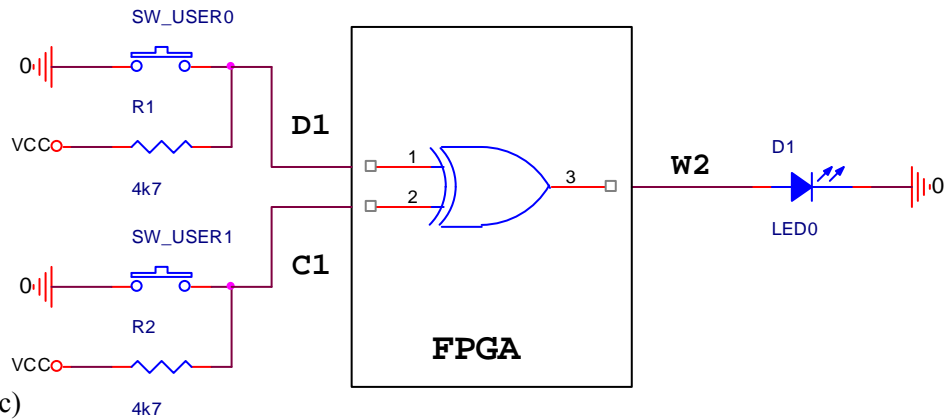 SW_USER0
0
R1
VCC
4k7
D1
1
2
3
W2
D1
LED0
0
SW_USER1
C1
0
R2
VCC
4k7
FPGA
c)